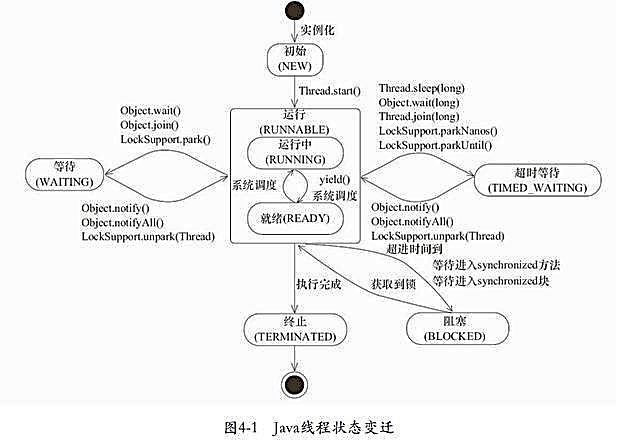 实例化
初始
(NEW)
Thread.start()
Object.wait()
Object.join()
LockSupport.park()
运行
(RUNNABLE)
运行中
(RUNNING)
Thread.sleep(long)
Object.wait(long)
Thread.join(long)
LockSupport.parkNanos()
LockSupport.parkUntil()
等待
(WAITING)
系统调度
yield()
系统调度
超时等待
(TIMED_WAITING)
Object.notify()
Object.notifyAll()
LockSupport.unpark(Thread)
就绪(READY)
Object.notify()
Object.notifyAll()
LockSupport.unpark(Thread)
超进时间到
等待进入synchronized方法
等待进入synchronized块
执行完成
获取到锁
终止
(TERMINATED)
阻塞
(BLOCKED)
图4-1 Java线程状态变迁